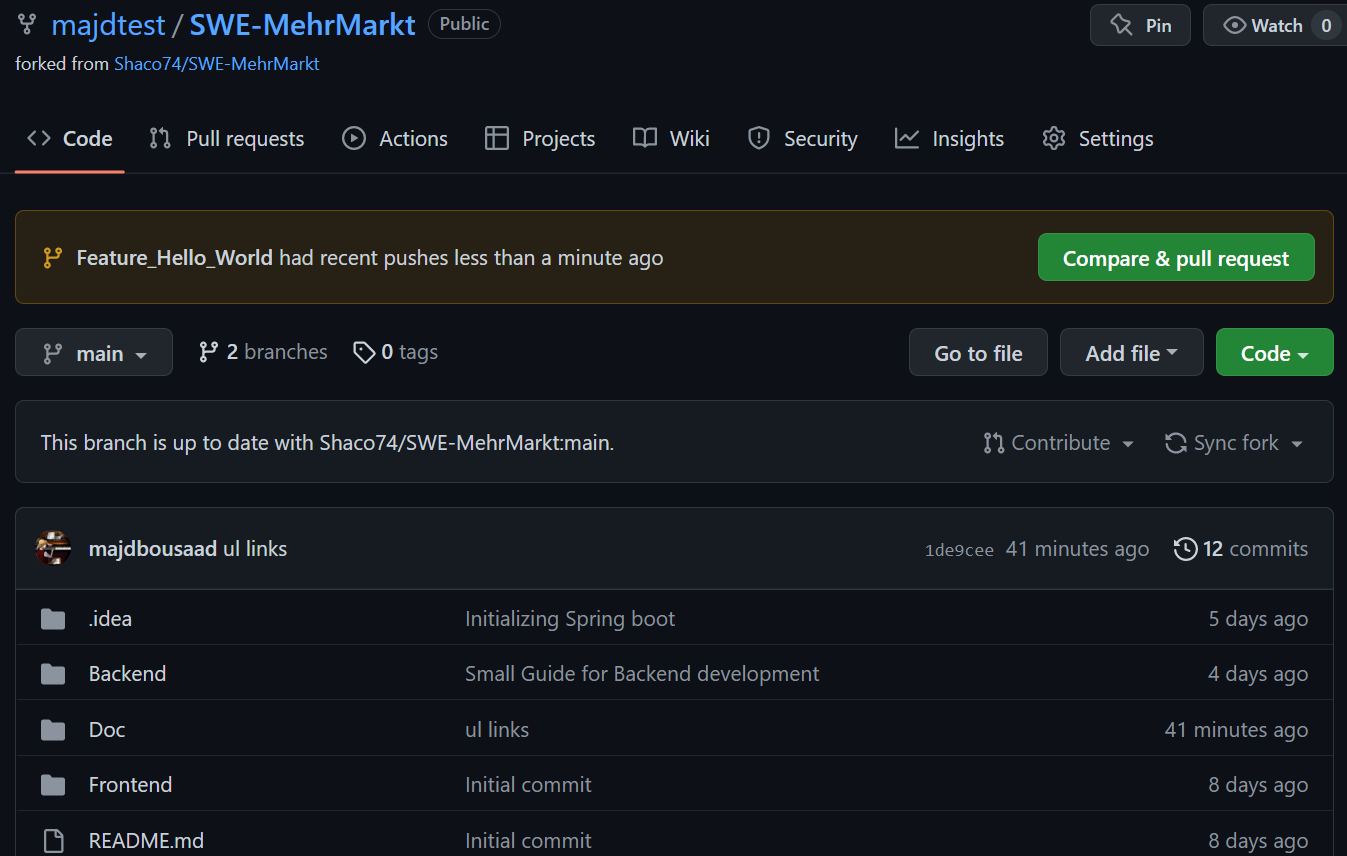 majdtest / SWE-MehrMarkt Public Pin Watch 0
forked from Shaco74/SWE-MehrMarkt
<> Code Pull requests Actions Projects Wiki Security Insights Settings
Feature_Hello_World had recent pushes less than a minute ago Compare & pull request
main 2 branches 0 tags Go to file Add file Code
This branch is up to date with Shaco74/SWE-MehrMarkt:main. Contribute Sync fork
majdbousaad ul links 1de9cee 41 minutes ago 12 commits
.idea Initializing Spring boot 5 days ago
Backend Small Guide for Backend development 4 days ago
Doc ul links 41 minutes ago
Frontend Initial commit 8 days ago
README.md Initial commit 8 days ago